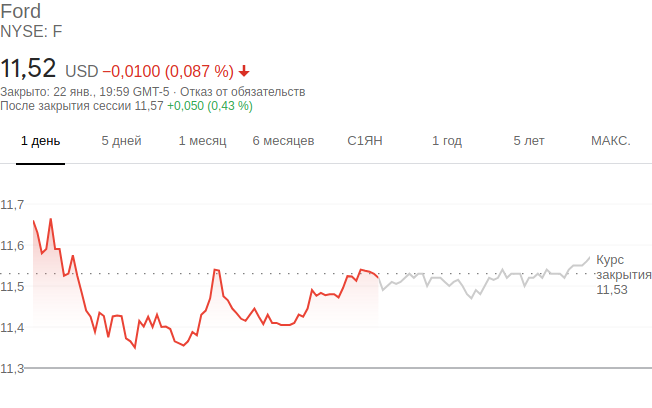 Ford
NYSE: F
11,52 USD −0,0100 (0,087 %)
Закрыто: 22 янв., 19:59 GMT-5 · Отказ от обязательств
После закрытия сессии 11,57 +0,050 (0,43 %)
1 день 5 дней 1 месяц 6 месяцев С1ЯН 1 год 5 лет МАКС.
11,7
11,6
11,5
11,4
11,3
Курс
закрытия
11,53